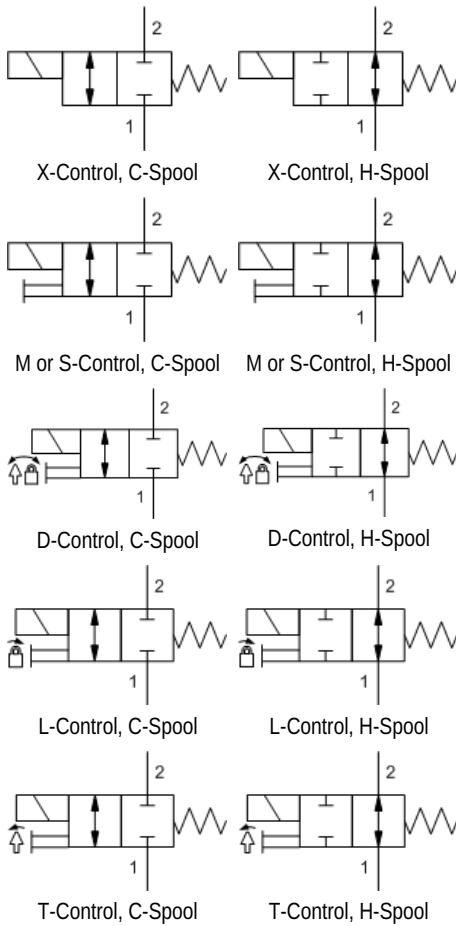 2 2
1 1
X-Control, C-Spool X-Control, H-Spool
2 2
1 1
M or S-Control, C-Spool M or S-Control, H-Spool
2 2
1 1
D-Control, C-Spool D-Control, H-Spool
2 2
1 1
L-Control, C-Spool L-Control, H-Spool
2 2
1 1
T-Control, C-Spool T-Control, H-Spool